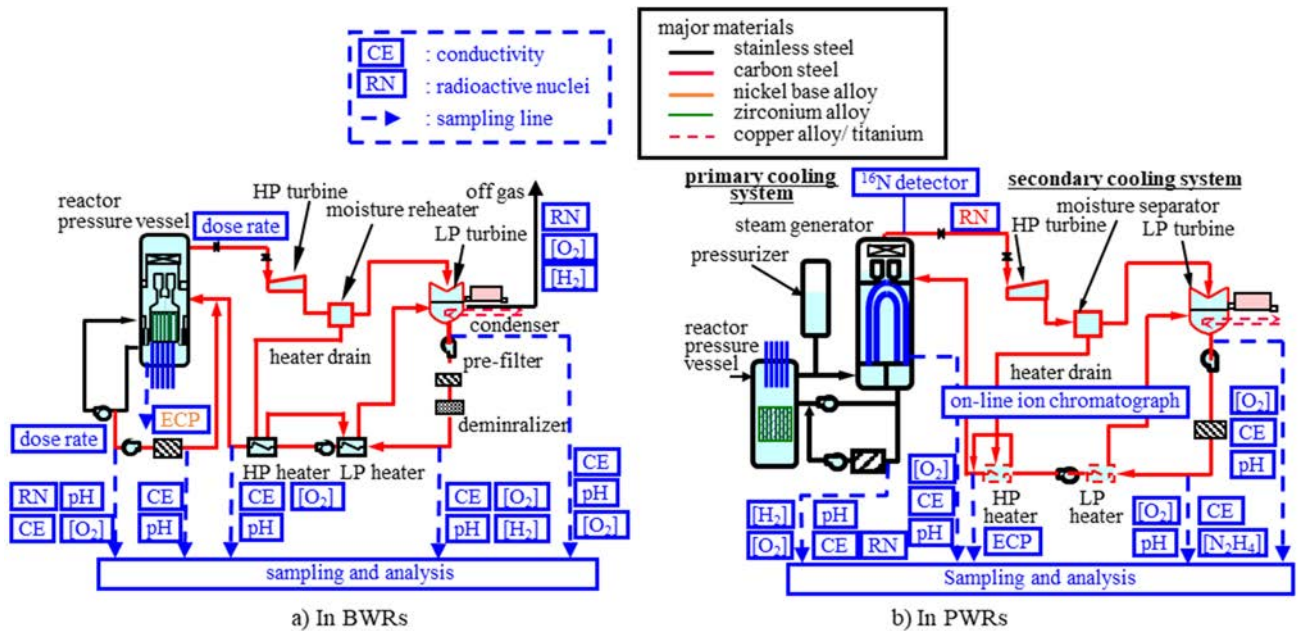 CE : conductivity
RN : radioactive nuclei
: sampling line
major materials
stainless steel
carbon steel
nickel base alloy
zirconium alloy
copper alloy/ titanium
reactor
pressure vessel
dose rate
HP turbine
moisture reheater
LP turbine
off gas
RN
[O₂]
[H₂]
condenser
heater drain
pre-filter
deminralizer
ECP
dose rate
HP heater
LP heater
RN
pH
CE
[O₂]
CE
pH
CE
[O₂]
pH
CE
[O₂]
pH
[H₂]
CE
pH
[O₂]
sampling and analysis
a) In BWRs
primary cooling
system
¹⁶N detector
secondary cooling system
steam generator
RN
moisture separator
HP
turbine
LP turbine
pressurizer
reactor
pressure
vessel
heater drain
on-line ion chromatograph
[O₂]
CE
pH
HP
heater
LP
heater
[H₂]
[O₂]
pH
CE
RN
[O₂]
CE
pH
ECP
[O₂]
pH
CE
[N₂H₄]
Sampling and analysis
b) In PWRs